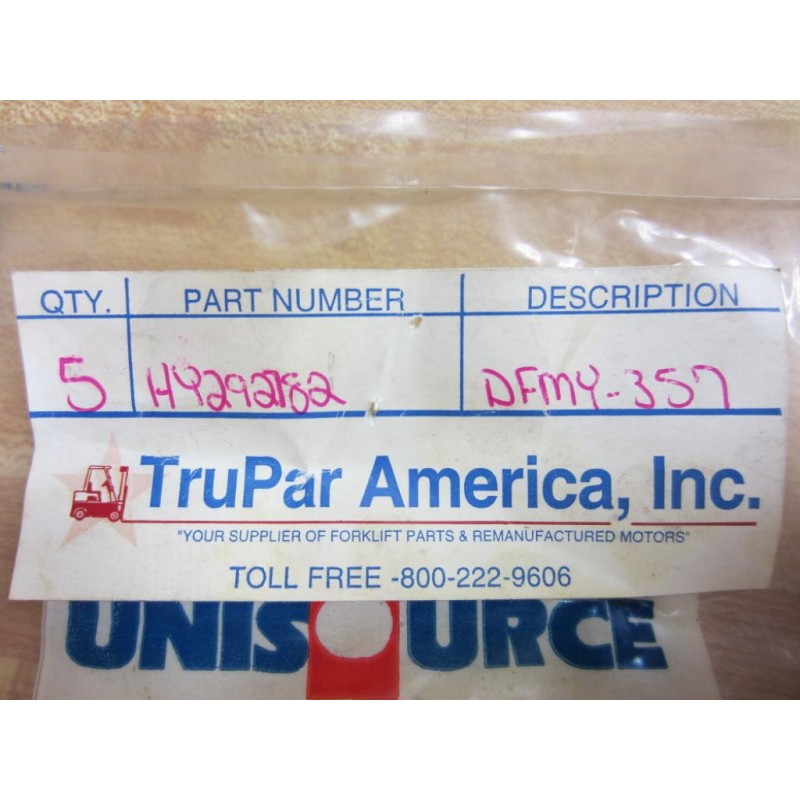 QTY. PART NUMBER DESCRIPTION
5 HY292782 DFMY-357
TruPar America, Inc.
"YOUR SUPPLIER OF FORKLIFT PARTS & REMANUFACTURED MOTORS"
TOLL FREE -800-222-9606
UNISOURCE